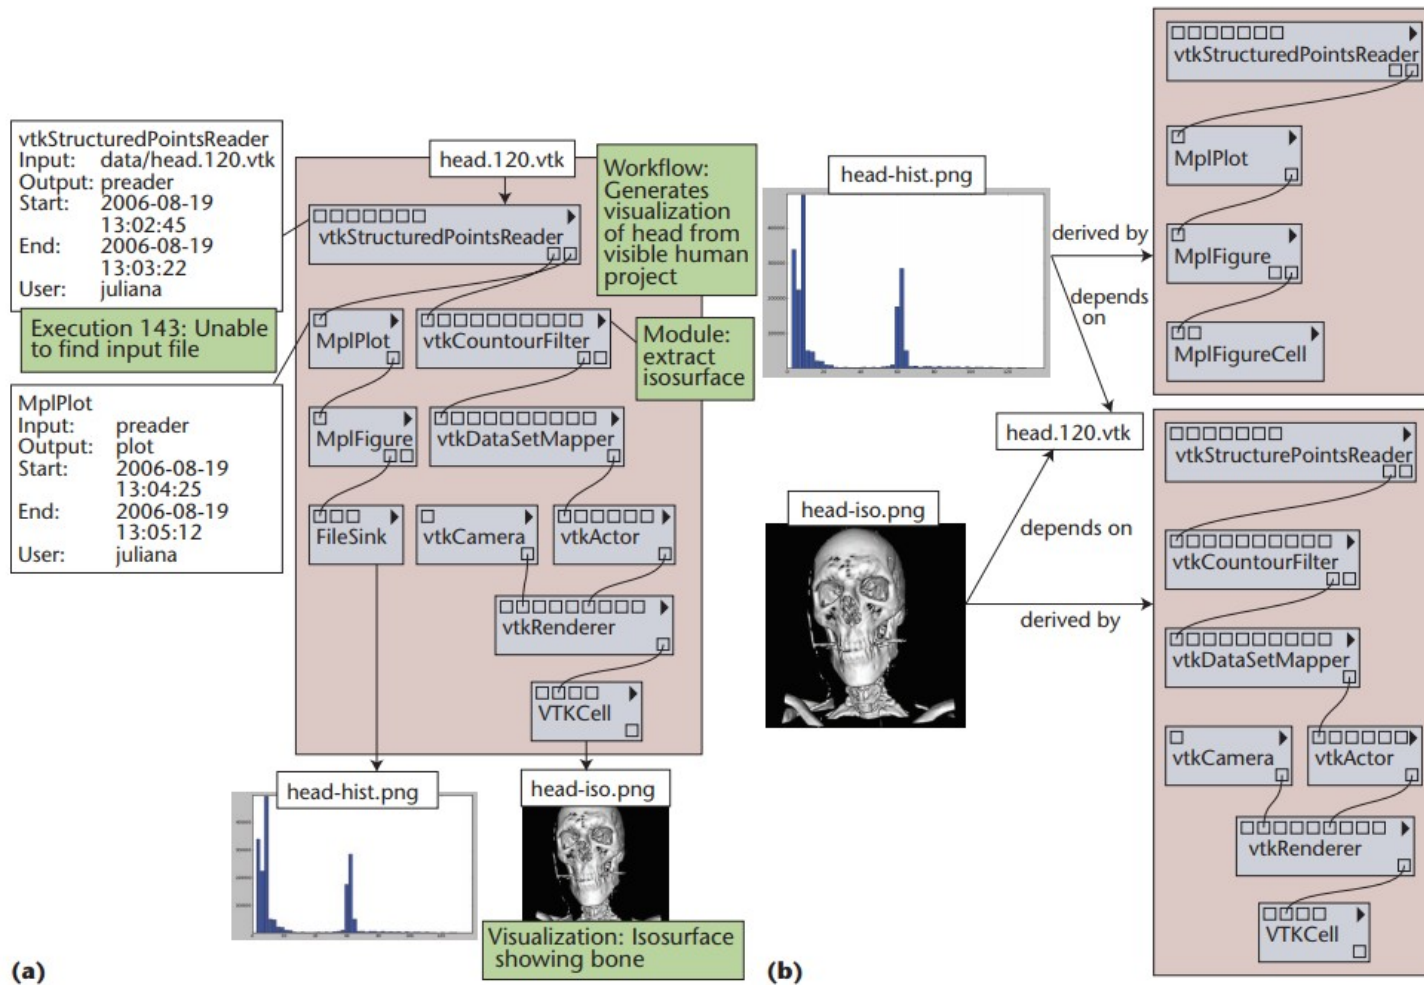 vtkStructuredPointsReader
Input: data/head.120.vtk
Output: preader
Start: 2006-08-19
13:02:45
End: 2006-08-19
13:03:22
User: juliana
Execution 143: Unable
to find input file
MplPlot
Input: preader
Output: plot
Start: 2006-08-19
13:04:25
End: 2006-08-19
13:05:12
User: juliana
head.120.vtk
Workflow:
Generates
visualization
of head from
visible human
project
vtkStructuredPointsReader
MplPlot
vtkCountourFilter
Module:
extract
isosurface
MplFigure
vtkDataSetMapper
FileSink
vtkCamera
vtkActor
vtkRenderer
VTKCell
head-hist.png
head-iso.png
Visualization: Isosurface
showing bone
(a)
head-hist.png
derived by
depends
on
head.120.vtk
head-iso.png
depends on
derived by
vtkStructuredPointsReader
MplPlot
MplFigure
MplFigureCell
vtkStructurePointsReader
vtkCountourFilter
vtkDataSetMapper
vtkCamera
vtkActor
vtkRenderer
VTKCell
(b)